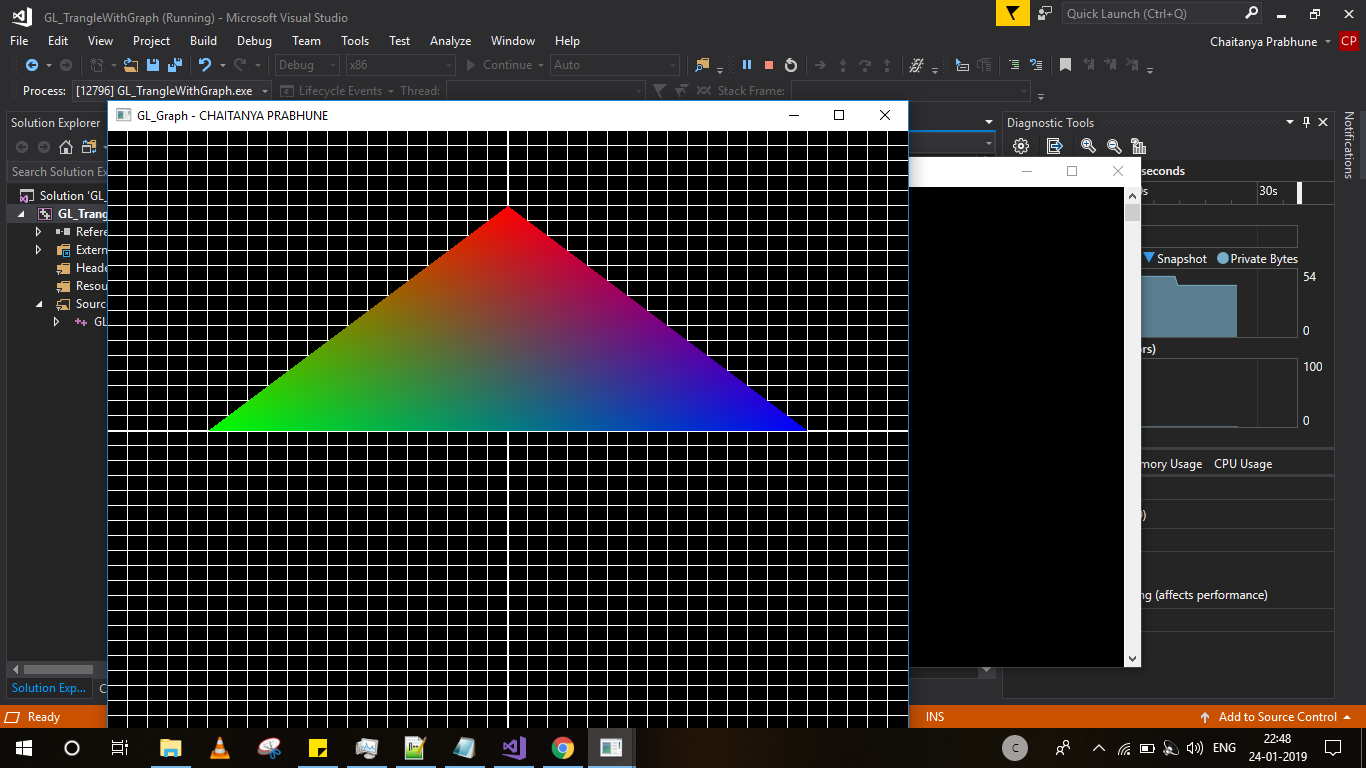 GL_TrangleWithGraph (Running) - Microsoft Visual Studio
Quick Launch (Ctrl+Q)
File Edit View Project Build Debug Team Tools Test Analyze Window Help
Chaitanya Prabhune CP
Debug x86 Continue Auto
Process: [12796] GL_TrangleWithGraph.exe Lifecycle Events Thread: Stack Frame:
GL_Graph - CHAITANYA PRABHUNE
Solution Explorer
Diagnostic Tools
Notifications
Search Solution Ex
seconds
Solution 'GL_
30s
GL_Trang
Refere
Extern
Snapshot Private Bytes
Heade
54
Resou
Sourc
GL
0
rs)
100
0
mory Usage CPU Usage
)
ng (affects performance)
Solution Exp... C
Ready
INS
Add to Source Control
C
ENG
22:48
24-01-2019